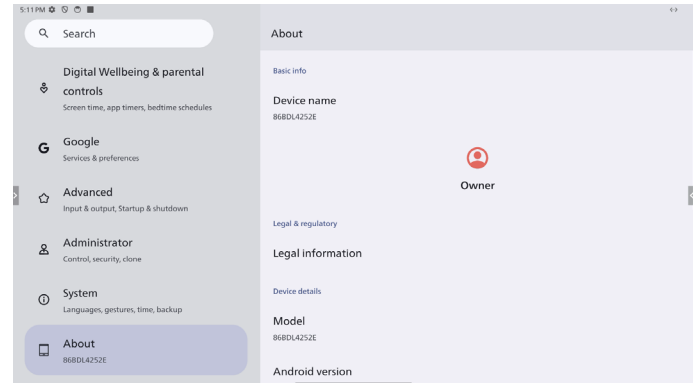 5:11 PM
Search
Digital Wellbeing & parental
controls
Screen time, app timers, bedtime schedules
Google
Services & preferences
Advanced
Input & output, Startup & shutdown
Administrator
Control, security, clone
System
Languages, gestures, time, backup
About
86BDL4252E
About
Basic info
Device name
86BDL4252E
Owner
Legal & regulatory
Legal information
Device details
Model
86BDL4252E
Android version